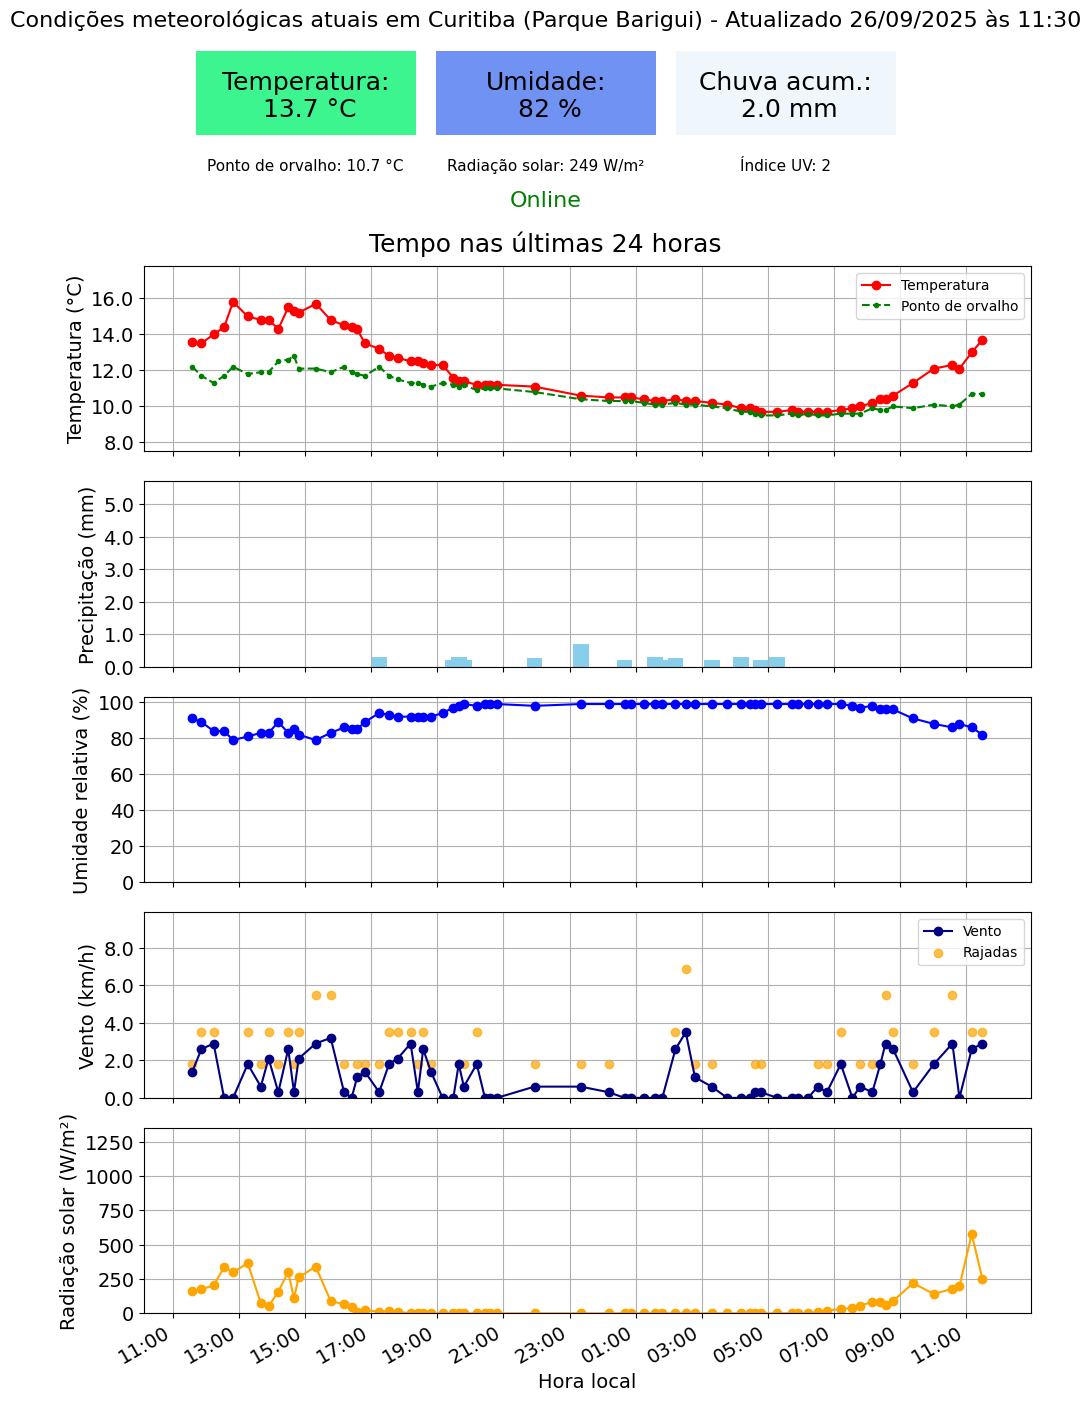 Condições meteorológicas atuais em Curitiba (Parque Barigui) - Atualizado 26/09/2025 às 11:30
Temperatura:
13.7 °C
Umidade:
82 %
Chuva acum.:
2.0 mm
Ponto de orvalho: 10.7 °C
Radiação solar: 249 W/m²
Índice UV: 2
Online
Tempo nas últimas 24 horas
Temperatura (°C)
16.0
14.0
12.0
10.0
8.0
Temperatura
Ponto de orvalho
Precipitação (mm)
5.0
4.0
3.0
2.0
1.0
0.0
Umidade relativa (%)
100
80
60
40
20
0
Vento (km/h)
8.0
6.0
4.0
2.0
0.0
Vento
Rajadas
Radiação solar (W/m²)
1250
1000
750
500
250
0
11:00
13:00
15:00
17:00
19:00
21:00
23:00
01:00
03:00
05:00
07:00
09:00
11:00
Hora local